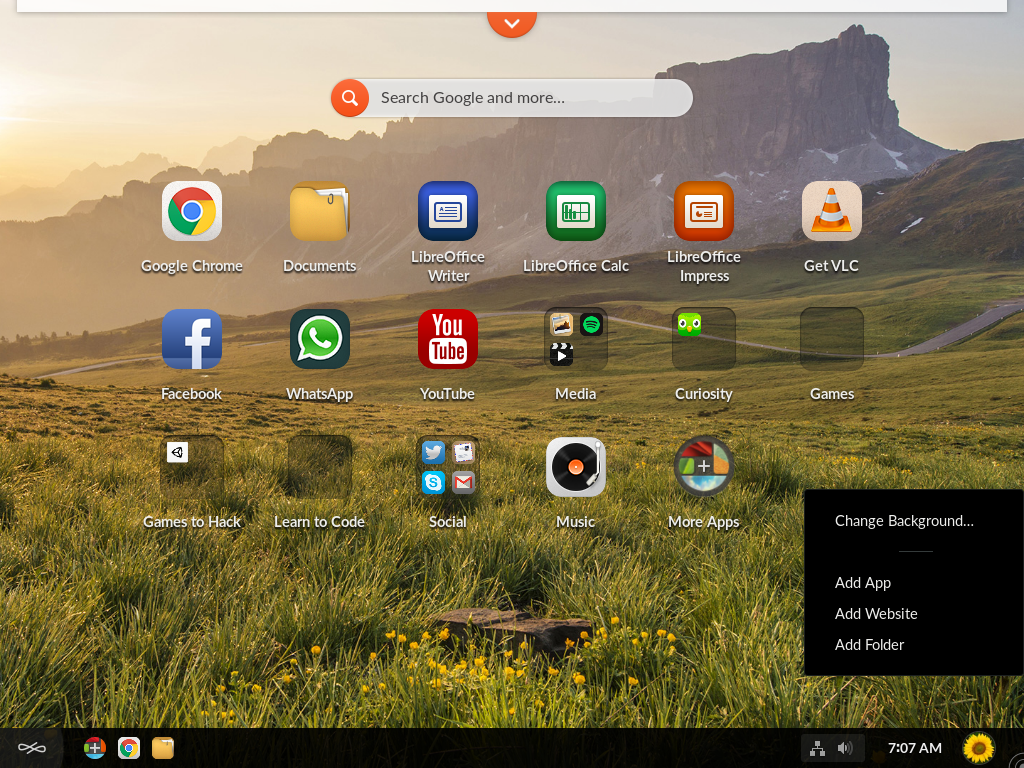 Search Google and more...
Google Chrome
Documents
LibreOffice
Writer
LibreOffice Calc
LibreOffice
Impress
Get VLC
You
Tube
Facebook
WhatsApp
YouTube
Media
Curiosity
Games
Games to Hack
Learn to Code
Social
Music
More Apps
Change Background...
Add App
Add Website
Add Folder
7:07 AM